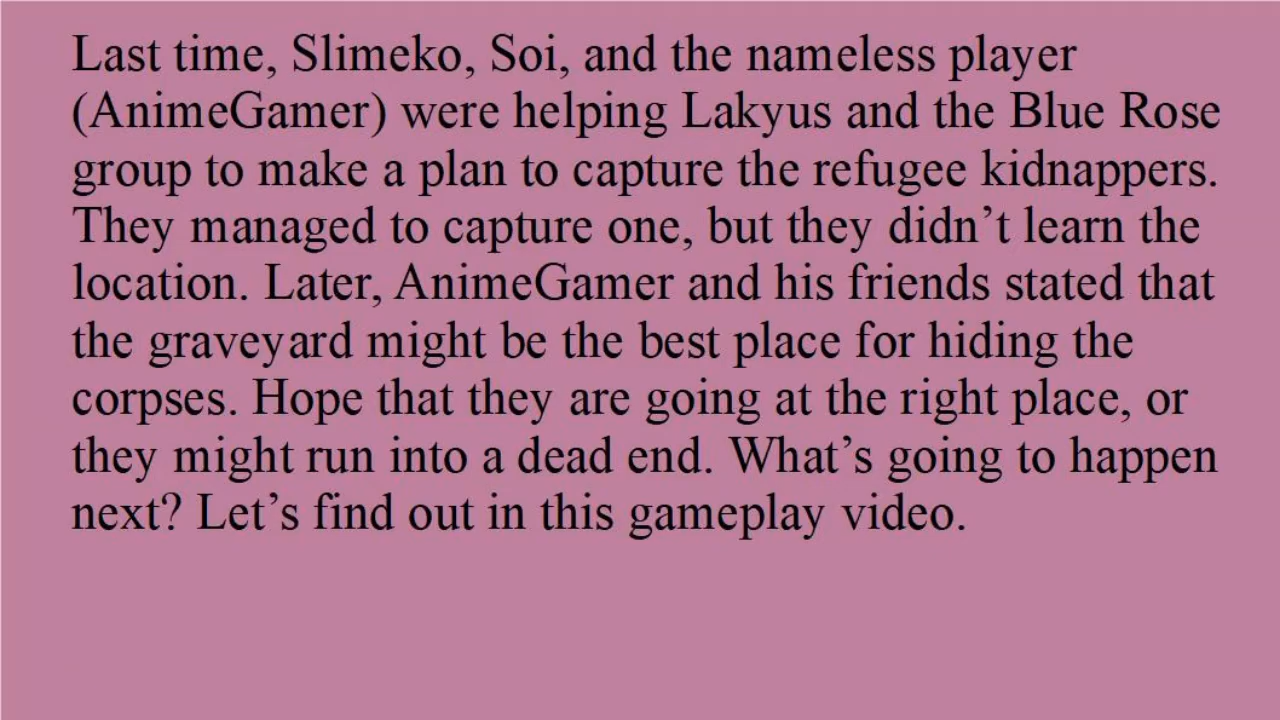 Last time, Slimeko, Soi, and the nameless player
(AnimeGamer) were helping Lakyus and the Blue Rose
group to make a plan to capture the refugee kidnappers.
They managed to capture one, but they didn’t learn the
location. Later, AnimeGamer and his friends stated that
the graveyard might be the best place for hiding the
corpses. Hope that they are going at the right place, or
they might run into a dead end. What’s going to happen
next? Let’s find out in this gameplay video.